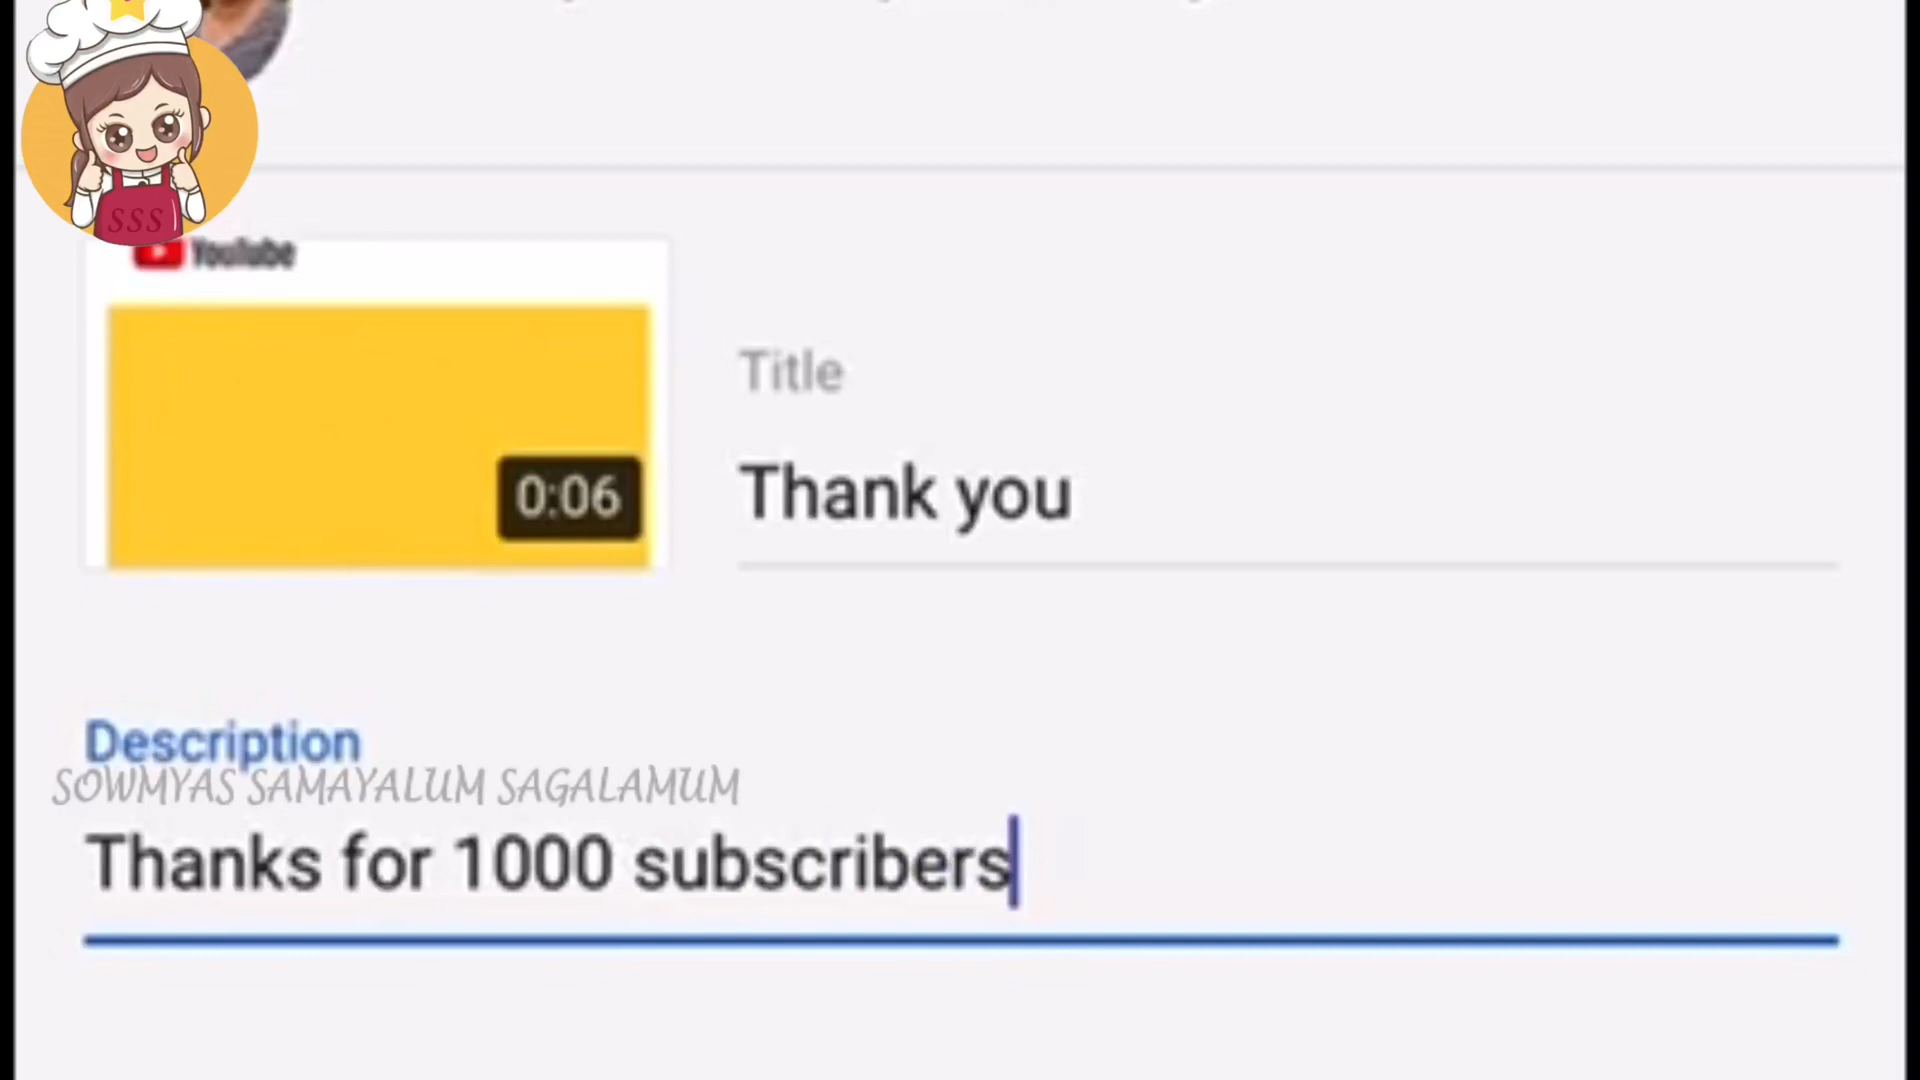 SSS
YouTube
0:06
Title
Thank you
Description
SOWMYAS SAMAYALUM SAGALAMUM
Thanks for 1000 subscribers